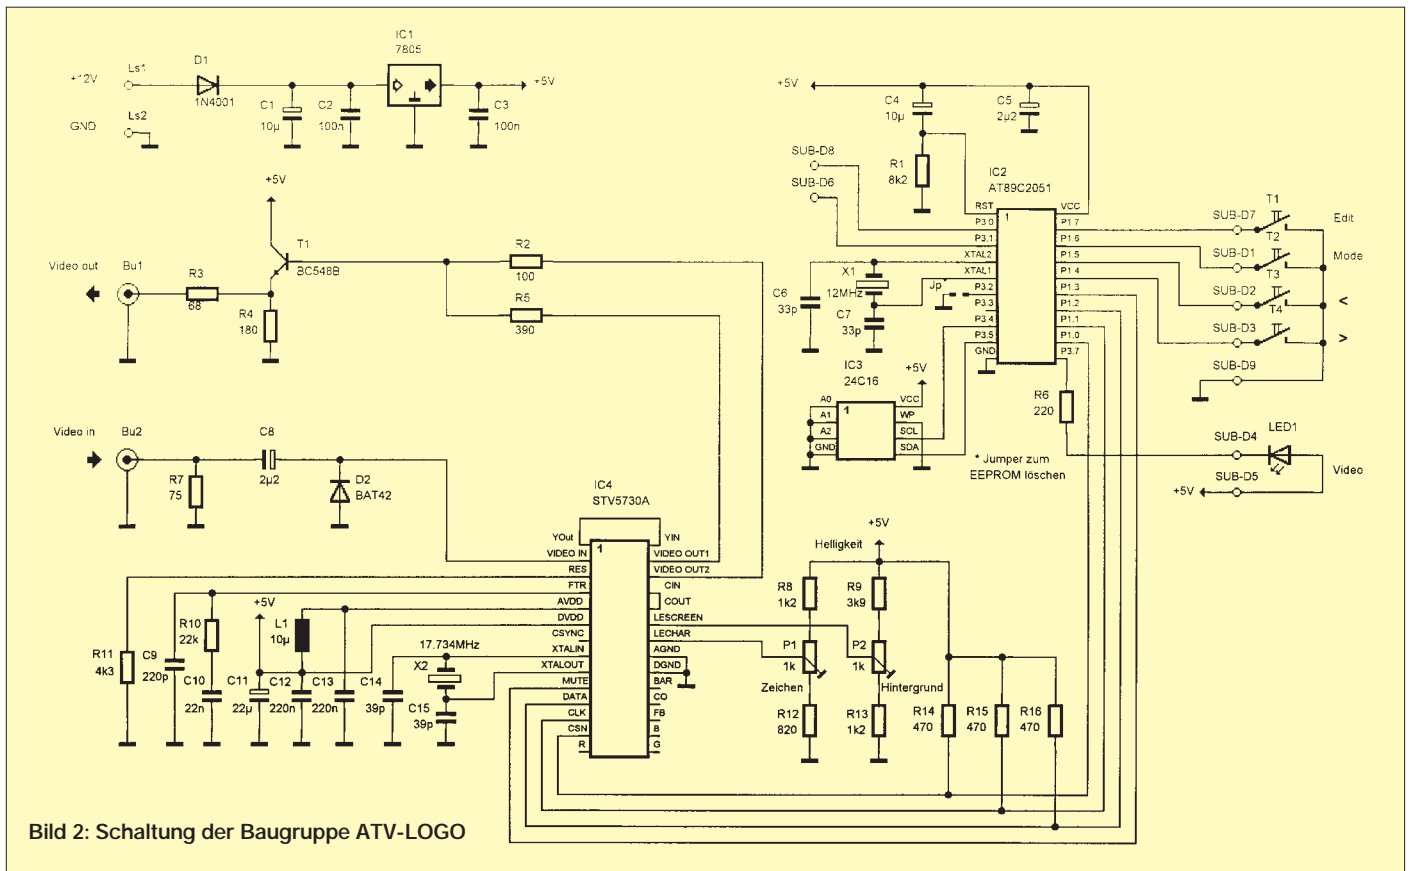 +12V
Ls1
D1
1N4001
C1
10µ
C2
100n
IC1
7805
C3
100n
+5V
GND
Ls2
+5V
T1
BC548B
Video out
Bu1
R3
68
R4
180
R2
100
R5
390
Video in
Bu2
R7
75
C8
2µ2
D2
BAT42
+5V
C4
10µ
C5
2µ2
R1
8k2
SUB-D8
SUB-D6
IC2
AT89C2051
1
RST
P3.0
P3.1
XTAL2
XTAL1
P3.2
P3.3
P3.4
P3.5
GND
VCC
P1.7
P1.6
P1.5
P1.4
P1.3
P1.2
P1.1
P1.0
P3.7
C6
33p
X1
12MHz
C7
33p
Jp*
IC3
24C16
+5V
1
A0
A1
A2
GND
VCC
WP
SCL
SDA
* Jumper zum
EEPROM löschen
R6
220
SUB-D7
T1
Edit
T2
SUB-D1
Mode
T3
SUB-D2
<
T4
SUB-D3
>
SUB-D9
SUB-D4
LED1
Video
+5V
SUB-D5
IC4
STV5730A
1
YOut
VIDEO IN
RES
FTR
AVDD
DVDD
CSYNC
XTALIN
XTALOUT
MUTE
DATA
CLK
CSN
R
YIN
VIDEO OUT1
VIDEO OUT2
CIN
COUT
LESCREEN
LECHAR
AGND
DGND
BAR
CO
FB
B
G
R11
4k3
C9
220p
R10
22k
C10
22n
+5V
C11
22µ
L1
10µ
C12
220n
C13
220n
C14
39p
17.734MHz
X2
C15
39p
+5V
Helligkeit
R8
1k2
R9
3k9
P1
1k
P2
1k
Zeichen
Hintergrund
R12
820
R13
1k2
R14
470
R15
470
R16
470
Bild 2: Schaltung der Baugruppe ATV-LOGO